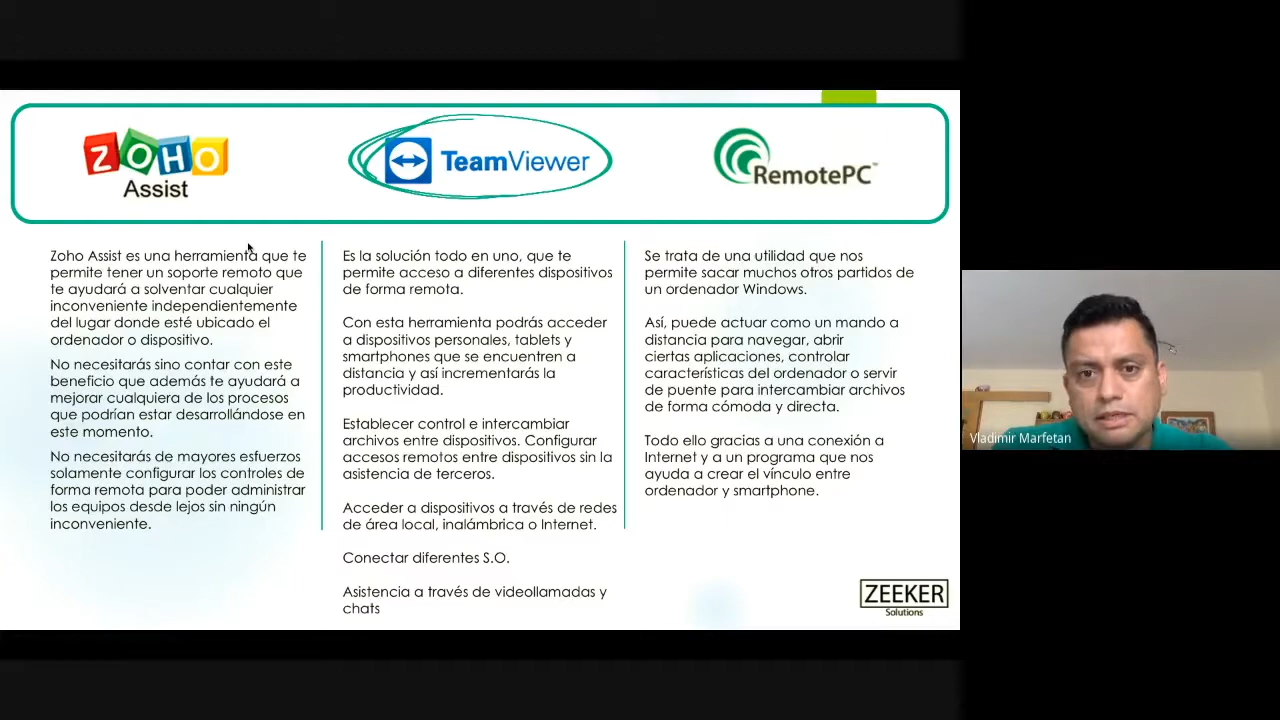 ZOHO
Assist
TeamViewer
RemotePC™
Zoho Assist es una herramienta que te
permite tener un soporte remoto que
te ayudará a solventar cualquier
inconveniente independientemente
del lugar donde esté ubicado el
ordenador o dispositivo.
No necesitarás sino contar con este
beneficio que además te ayudará a
mejorar cualquiera de los procesos
que podrían estar desarrollándose en
este momento.
No necesitarás de mayores esfuerzos
solamente configurar los controles de
forma remota para poder administrar
los equipos desde lejos sin ningún
inconveniente.
Es la solución todo en uno, que te
permite acceso a diferentes dispositivos
de forma remota.
Con esta herramienta podrás acceder
a dispositivos personales, tablets y
smartphones que se encuentren a
distancia y así incrementarás la
productividad.
Establecer control e intercambiar
archivos entre dispositivos. Configurar
accesos remotos entre dispositivos sin la
asistencia de terceros.
Acceder a dispositivos a través de redes
de área local, inalámbrica o Internet.
Conectar diferentes S.O.
Asistencia a través de videollamadas y
chats
Se trata de una utilidad que nos
permite sacar muchos otros partidos de
un ordenador Windows.
Así, puede actuar como un mando a
distancia para navegar, abrir
ciertas aplicaciones, controlar
características del ordenador o servir
de puente para intercambiar archivos
de forma cómoda y directa.
Todo ello gracias a una conexión a
Internet y a un programa que nos
ayuda a crear el vínculo entre
ordenador y smartphone.
ZEEKER
Solutions
Vladimir Marfetan